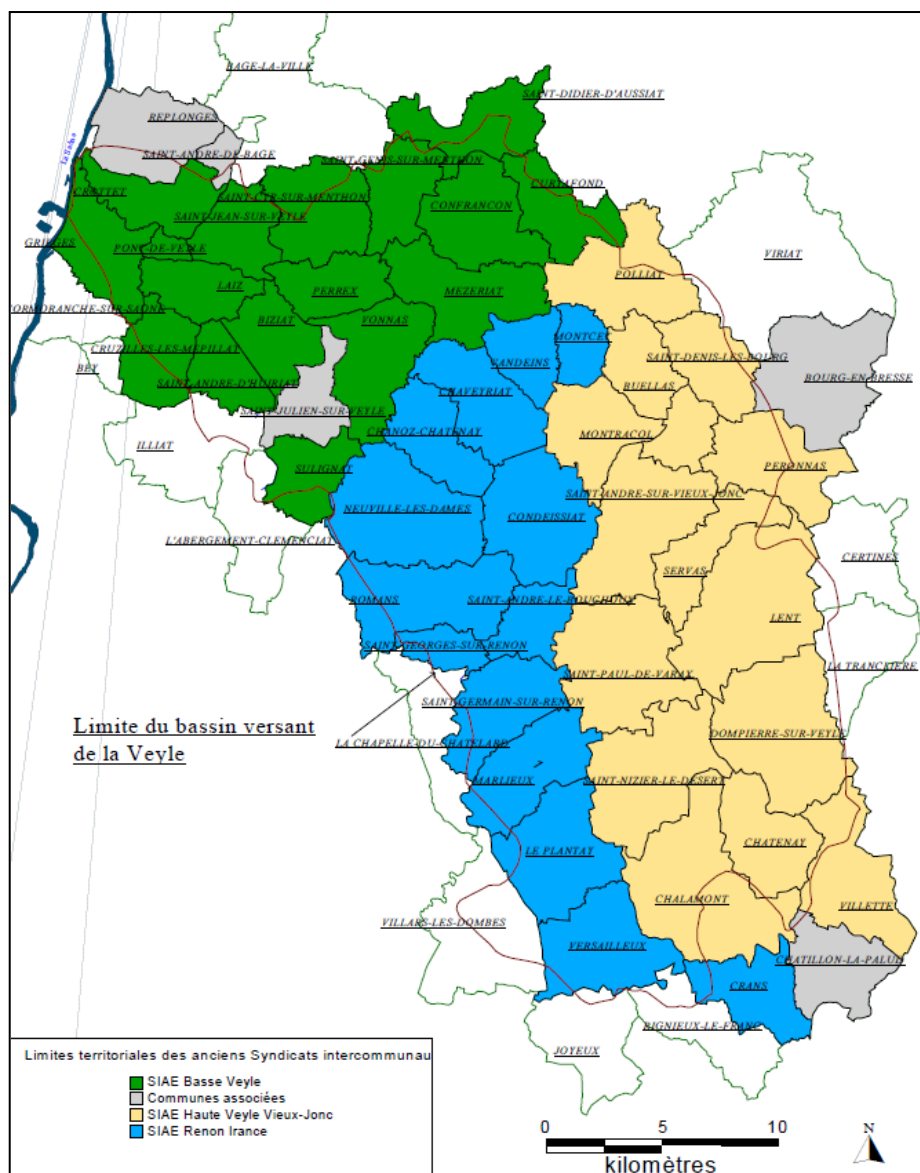 BAGE-LA-VILLE
SAINT-DIDIER-D'AUSSIAT
REPLONGES
la Saône
SAINT-ANDRE-DE-BAGE
SAINT-GENIS-SUR-MENTHON
CURTAFOND
CROTTET
SAINT-CYR-SUR-MENTHON
CONFRANCON
SAINT-JEAN-SUR-VEYLE
GRIEGES
PONT-DE-VEYLE
VIRIAT
POLLIAT
LAIZ
PERREX
MEZERIAT
CORMORANCHE-SUR-SAONE
BIZIAT
VONNAS
MONTCET
CRUZILLES-LES-MEPILLAT
VANDEINS
SAINT-DENIS-LES-BOURG
BEY
BOURG-EN-BRESSE
SAINT-ANDRE-D'HUIRIAT
CHAVEYRIAT
BUELLAS
SAINT-JULIEN-SUR-VEYLE
CHANOZ-CHATENAY
MONTRACOL
ILLIAT
SULIGNAT
PERONNAS
SAINT-ANDRE-SUR-VIEUX-JONC
NEUVILLE-LES-DAMES
CONDEISSIAT
L'ABERGEMENT-CLEMENCIAT
CERTINES
SERVAS
ROMANS
SAINT-ANDRE-LE-BOUCHOUX
LENT
SAINT-GEORGES-SUR-RENON
LA TRANCLIERE
SAINT-PAUL-DE-VARAX
SAINT-GERMAIN-SUR-RENON
Limite du bassin versant
de la Veyle
LA CHAPELLE-DU-CHATELARD
DOMPIERRE-SUR-VEYLE
MARLIEUX
SAINT-NIZIER-LE-DESERT
LE PLANTAY
CHATENAY
CHALAMONT
VILLETTE
VILLARS-LES-DOMBES
VERSAILLEUX
CHATILLON-LA-PALUD
CRANS
RIGNIEUX-LE-FRANC
JOYEUX
Limites territoriales des anciens Syndicats intercommunau
SIAE Basse Veyle
Communes associées
SIAE Haute Veyle Vieux-Jonc
SIAE Renon Irance
0 5 10
kilomètres
N